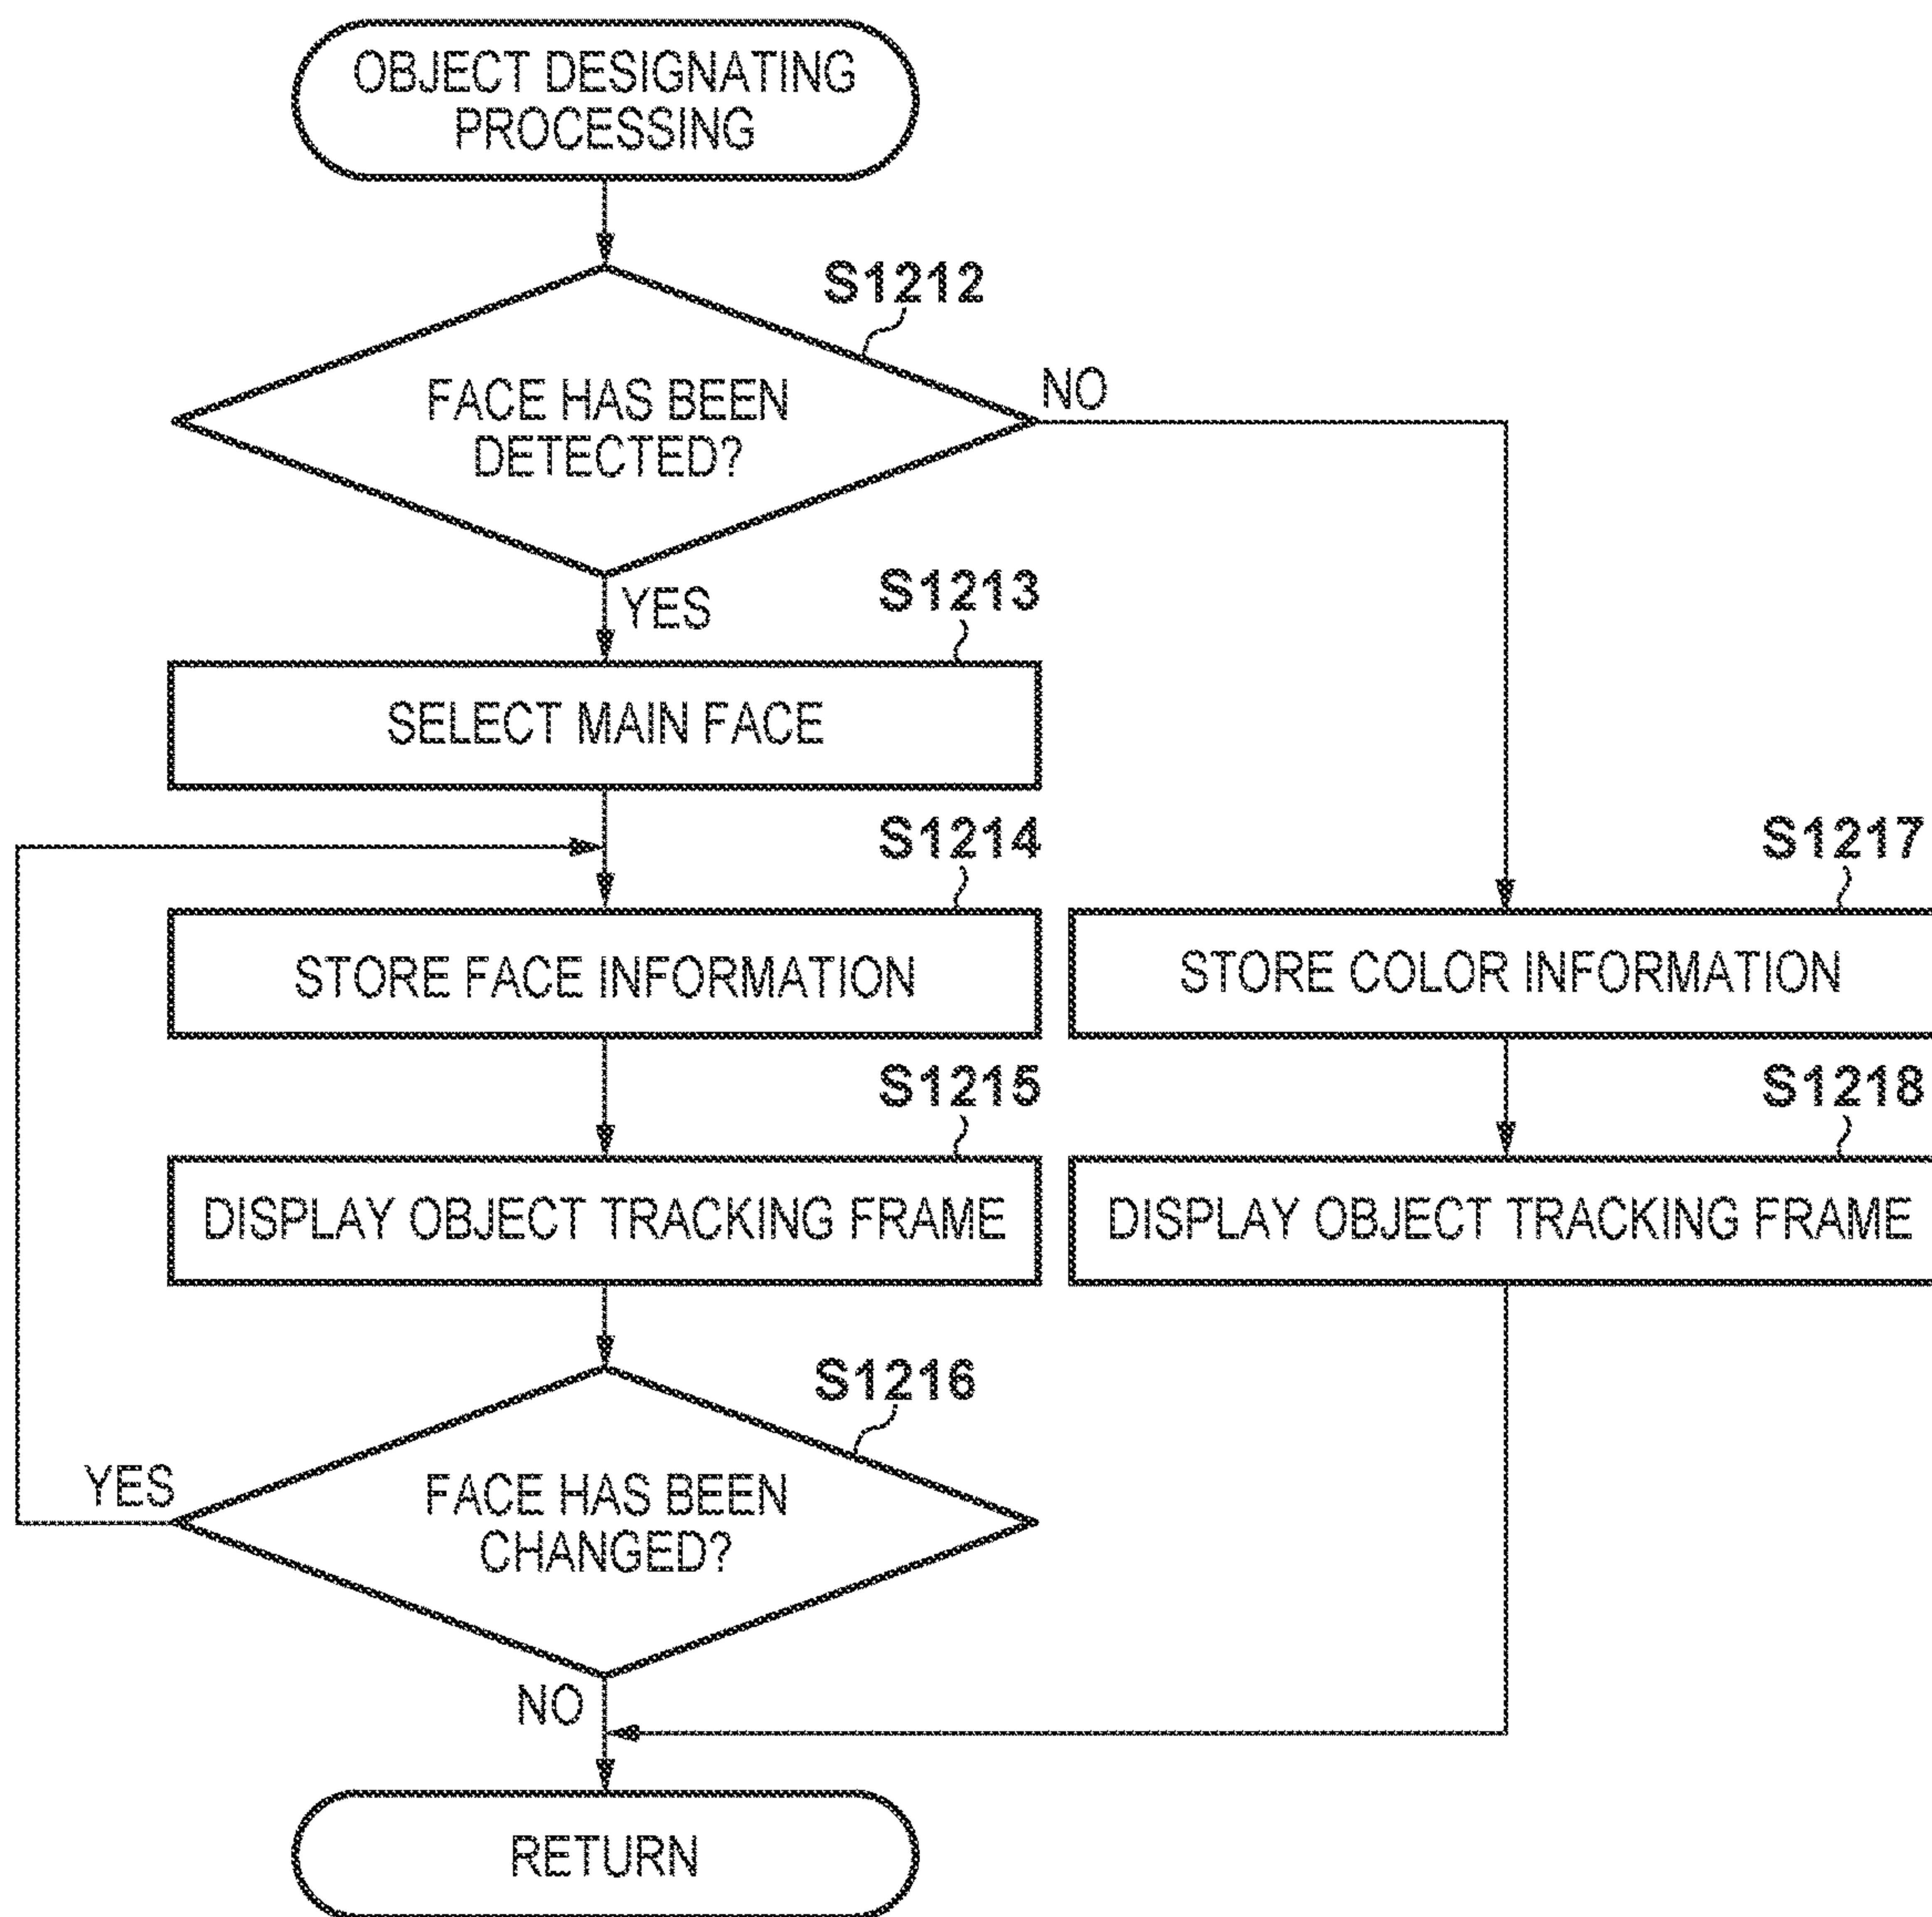 OBJECT DESIGNATING
PROCESSING
S1212
FACE HAS BEEN
DETECTED?
NO
YES
S1213
SELECT MAIN FACE
S1214
STORE FACE INFORMATION
S1215
DISPLAY OBJECT TRACKING FRAME
S1216
FACE HAS BEEN
CHANGED?
YES
NO
S1217
STORE COLOR INFORMATION
S1218
DISPLAY OBJECT TRACKING FRAME
RETURN